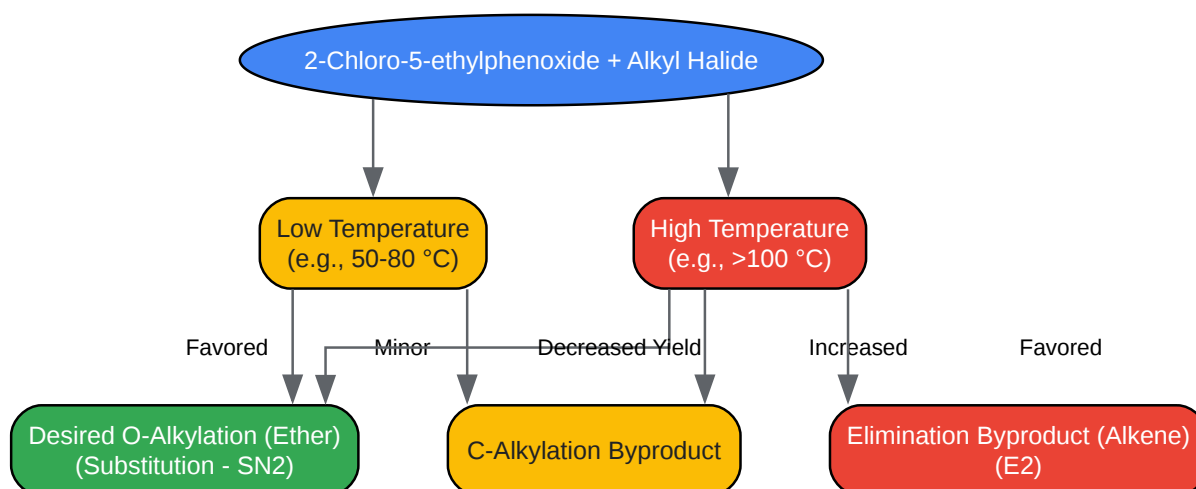 2-Chloro-5-ethylphenoxide + Alkyl Halide
Low Temperature
(e.g., 50-80 °C)
High Temperature
(e.g., >100 °C)
Favored
Minor
Decreased Yield
Increased
Favored
Desired O-Alkylation (Ether)
(Substitution - SN2)
C-Alkylation Byproduct
Elimination Byproduct (Alkene)
(E2)